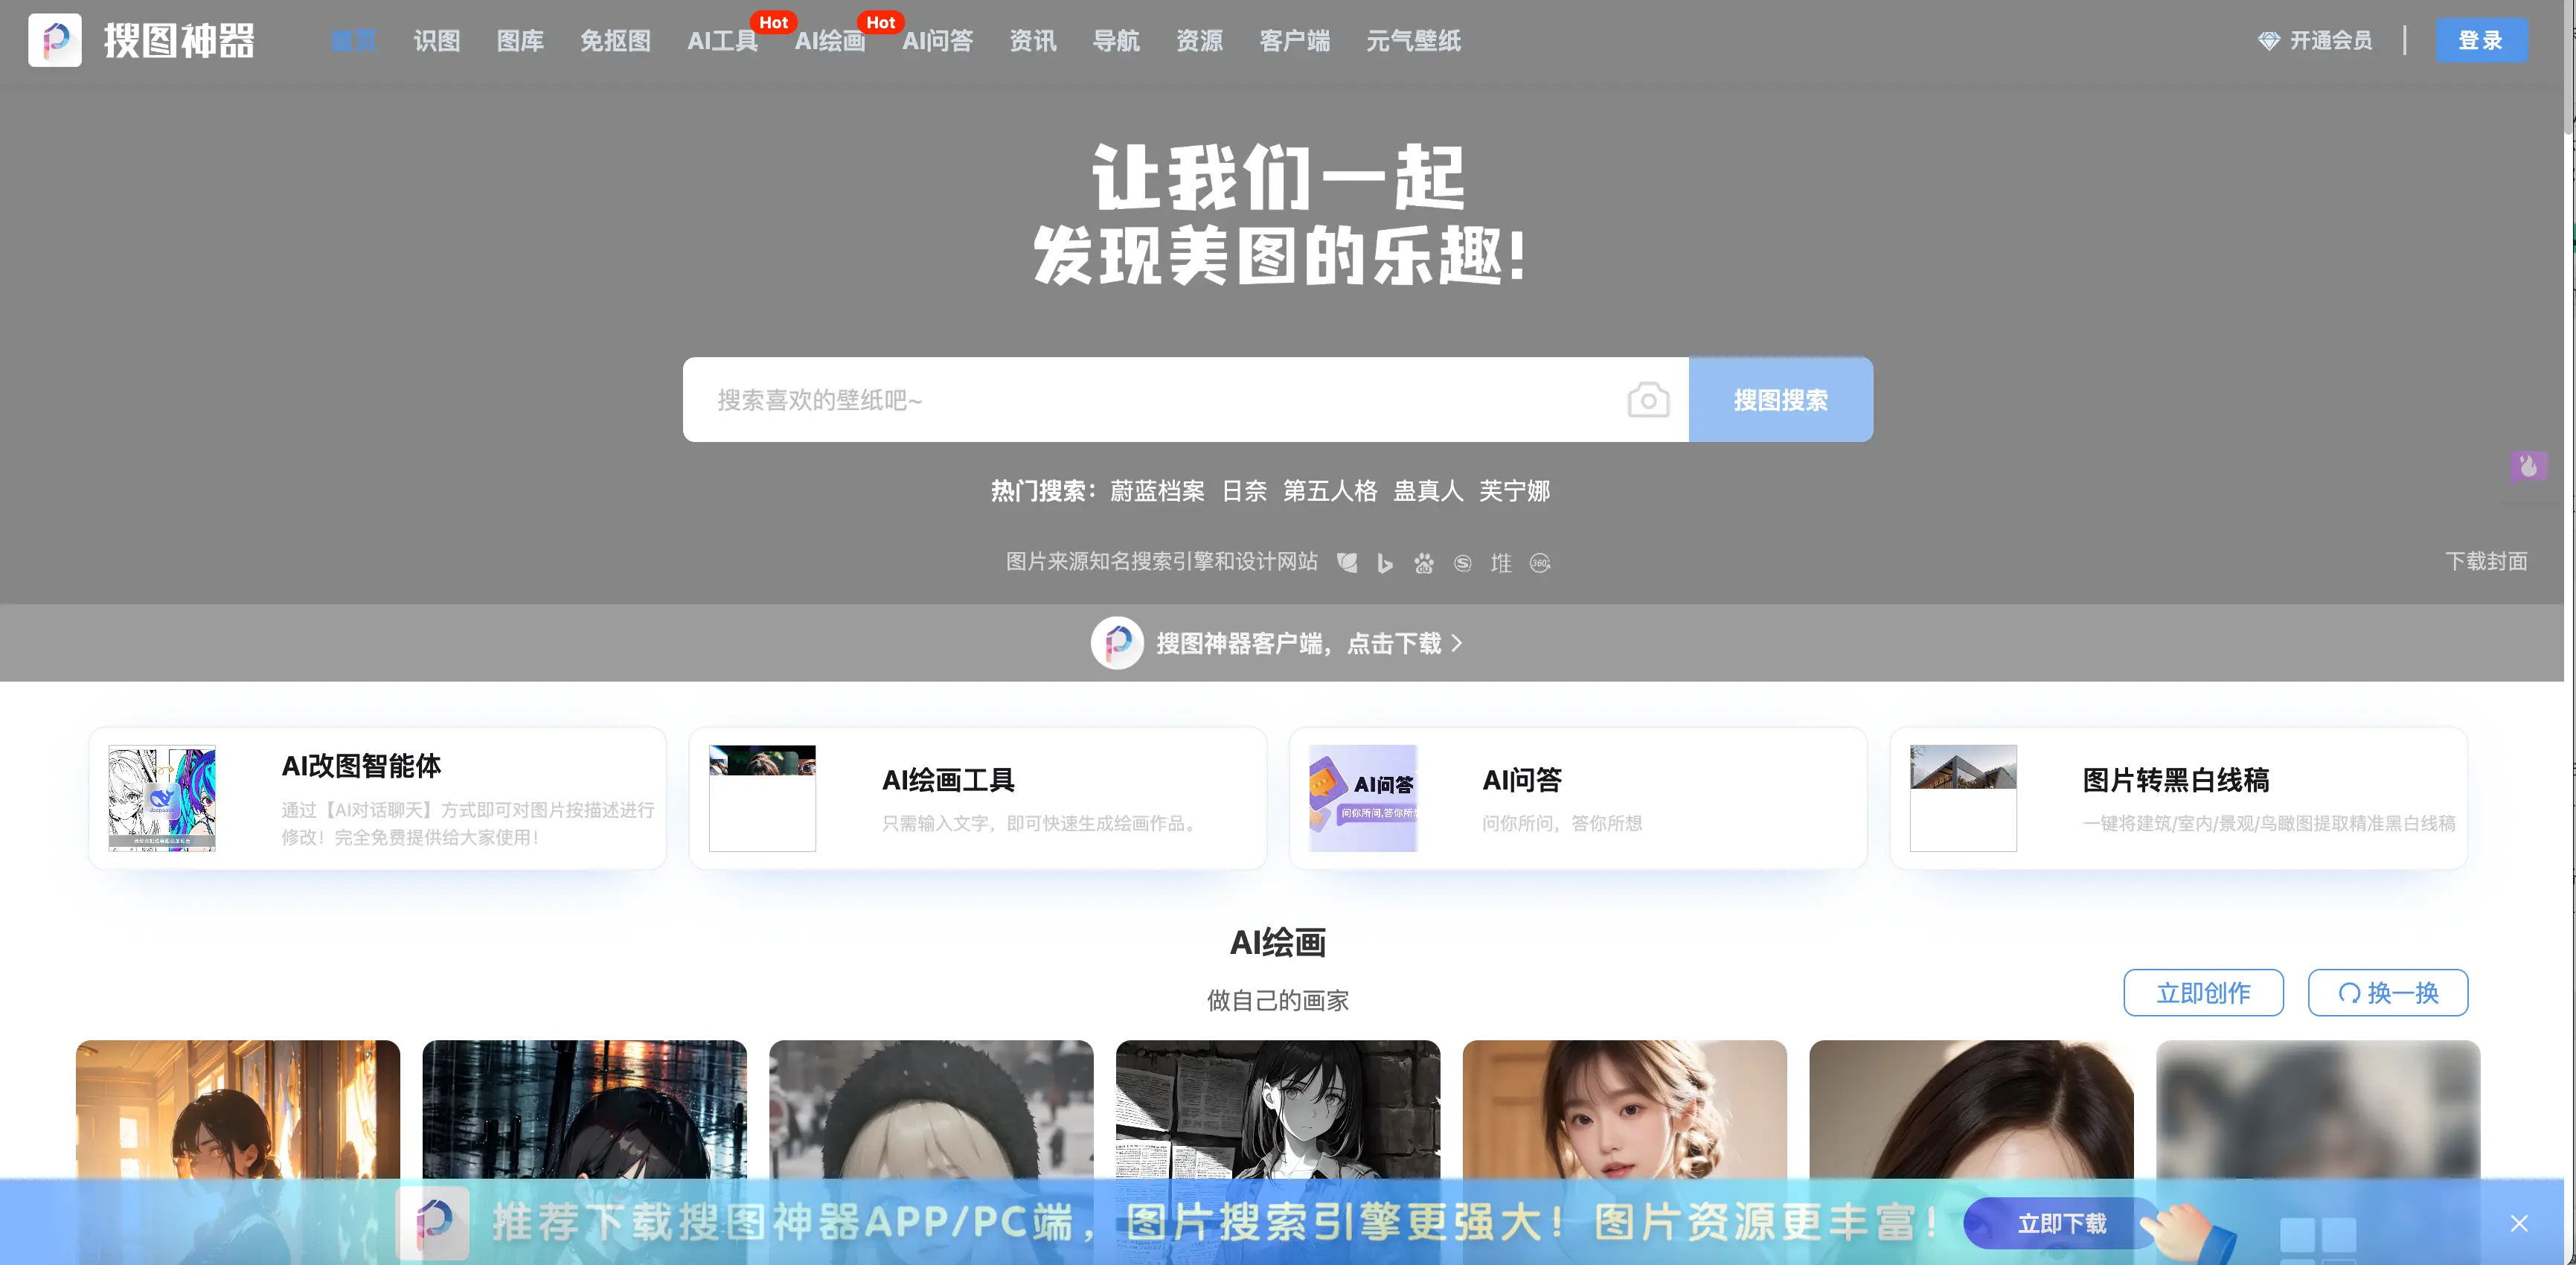 搜图神器
首页 识图 图库 免抠图 AI工具 Hot AI绘画 Hot AI问答 资讯 导航 资源 客户端 元气壁纸
开通会员 | 登录
让我们一起
发现美图的乐趣!
搜索喜欢的壁纸吧~
搜图搜索
热门搜索: 蔚蓝档案 日奈 第五人格 蛊真人 芙宁娜
图片来源知名搜索引擎和设计网站 du 堆 360
下载封面
搜图神器客户端，点击下载 >
AI改图智能体
通过【AI对话聊天】方式即可对图片按描述进行
修改！完全免费提供给大家使用！
AI绘画工具
只需输入文字，即可快速生成绘画作品。
AI问答
问你所问,答你所想
AI问答
问你所问，答你所想
图片转黑白线稿
一键将建筑/室内/景观/鸟瞰图提取精准黑白线稿
AI绘画
做自己的画家
立即创作
换一换
推荐下载搜图神器APP/PC端，图片搜索引擎更强大！图片资源更丰富！
立即下载